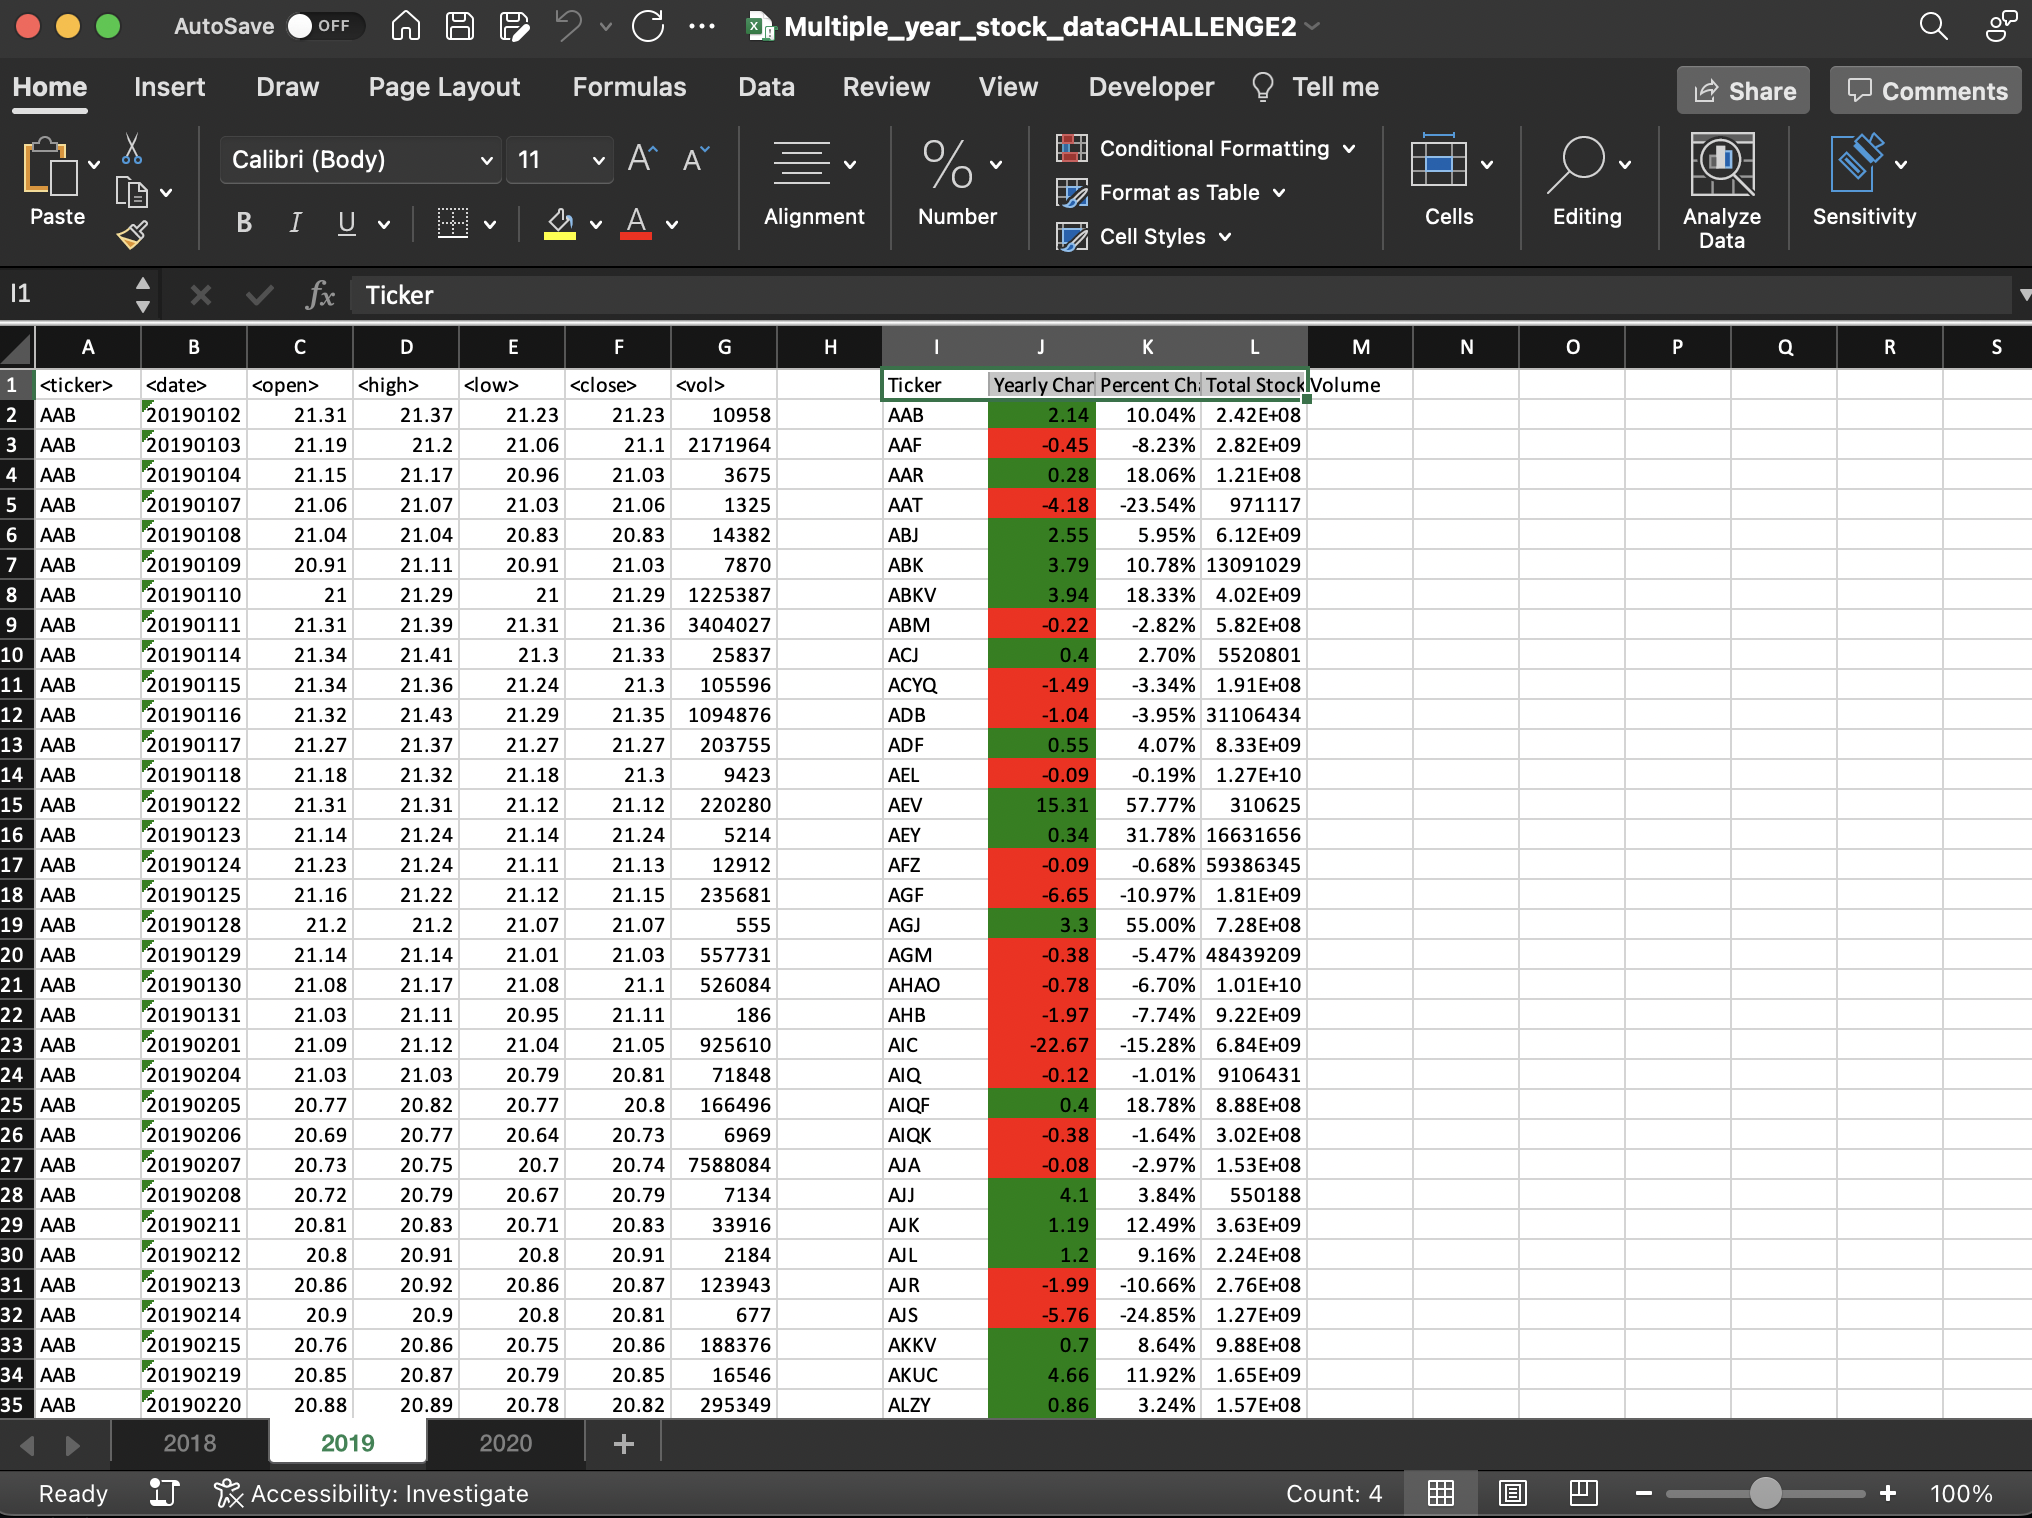 AutoSave OFF Multiple_year_stock_dataCHALLENGE2
Home Insert Draw Page Layout Formulas Data Review View Developer Tell me Share Comments
Paste
Calibri (Body) 11 A A
B I U A
Alignment
% Number
Conditional Formatting
Format as Table
Cell Styles
Cells
Editing
Analyze Data
Sensitivity
I1 fx Ticker
A B C D E F G H I J K L M N O P Q R S
1 <ticker> <date> <open> <high> <low> <close> <vol> Ticker Yearly Chan Percent Ch Total Stock Volume
2 AAB 20190102 21.31 21.37 21.23 21.23 10958 AAB 2.14 10.04% 2.42E+08
3 AAB 20190103 21.19 21.2 21.06 21.1 2171964 AAF -0.45 -8.23% 2.82E+09
4 AAB 20190104 21.15 21.17 20.96 21.03 3675 AAR 0.28 18.06% 1.21E+08
5 AAB 20190107 21.06 21.07 21.03 21.06 1325 AAT -4.18 -23.54% 971117
6 AAB 20190108 21.04 21.04 20.83 20.83 14382 ABJ 2.55 5.95% 6.12E+09
7 AAB 20190109 20.91 21.11 20.91 21.03 7870 ABK 3.79 10.78% 13091029
8 AAB 20190110 21 21.29 21 21.29 1225387 ABKV 3.94 18.33% 4.02E+09
9 AAB 20190111 21.31 21.39 21.31 21.36 3404027 ABM -0.22 -2.82% 5.82E+08
10 AAB 20190114 21.34 21.41 21.3 21.33 25837 ACJ 0.4 2.70% 5520801
11 AAB 20190115 21.34 21.36 21.24 21.3 105596 ACYQ -1.49 -3.34% 1.91E+08
12 AAB 20190116 21.32 21.43 21.29 21.35 1094876 ADB -1.04 -3.95% 31106434
13 AAB 20190117 21.27 21.37 21.27 21.27 203755 ADF 0.55 4.07% 8.33E+09
14 AAB 20190118 21.18 21.32 21.18 21.3 9423 AEL -0.09 -0.19% 1.27E+10
15 AAB 20190122 21.31 21.31 21.12 21.12 220280 AEV 15.31 57.77% 310625
16 AAB 20190123 21.14 21.24 21.14 21.24 5214 AEY 0.34 31.78% 16631656
17 AAB 20190124 21.23 21.24 21.11 21.13 12912 AFZ -0.09 -0.68% 59386345
18 AAB 20190125 21.16 21.22 21.12 21.15 235681 AGF -6.65 -10.97% 1.81E+09
19 AAB 20190128 21.2 21.2 21.07 21.07 555 AGJ 3.3 55.00% 7.28E+08
20 AAB 20190129 21.14 21.14 21.01 21.03 557731 AGM -0.38 -5.47% 48439209
21 AAB 20190130 21.08 21.17 21.08 21.1 526084 AHAO -0.78 -6.70% 1.01E+10
22 AAB 20190131 21.03 21.11 20.95 21.11 186 AHB -1.97 -7.74% 9.22E+09
23 AAB 20190201 21.09 21.12 21.04 21.05 925610 AIC -22.67 -15.28% 6.84E+09
24 AAB 20190204 21.03 21.03 20.79 20.81 71848 AIQ -0.12 -1.01% 9106431
25 AAB 20190205 20.77 20.82 20.77 20.8 166496 AIQF 0.4 18.78% 8.88E+08
26 AAB 20190206 20.69 20.77 20.64 20.73 6969 AIQK -0.38 -1.64% 3.02E+08
27 AAB 20190207 20.73 20.75 20.7 20.74 7588084 AJA -0.08 -2.97% 1.53E+08
28 AAB 20190208 20.72 20.79 20.67 20.79 7134 AJJ 4.1 3.84% 550188
29 AAB 20190211 20.81 20.83 20.71 20.83 33916 AJK 1.19 12.49% 3.63E+09
30 AAB 20190212 20.8 20.91 20.8 20.91 2184 AJL 1.2 9.16% 2.24E+08
31 AAB 20190213 20.86 20.92 20.86 20.87 123943 AJR -1.99 -10.66% 2.76E+08
32 AAB 20190214 20.9 20.9 20.8 20.81 677 AJS -5.76 -24.85% 1.27E+09
33 AAB 20190215 20.76 20.86 20.75 20.86 188376 AKKV 0.7 8.64% 9.88E+08
34 AAB 20190219 20.85 20.87 20.79 20.85 16546 AKUC 4.66 11.92% 1.65E+09
35 AAB 20190220 20.88 20.89 20.78 20.82 295349 ALZY 0.86 3.24% 1.57E+08
2018 2019 2020 +
Ready Accessibility: Investigate Count: 4 100%